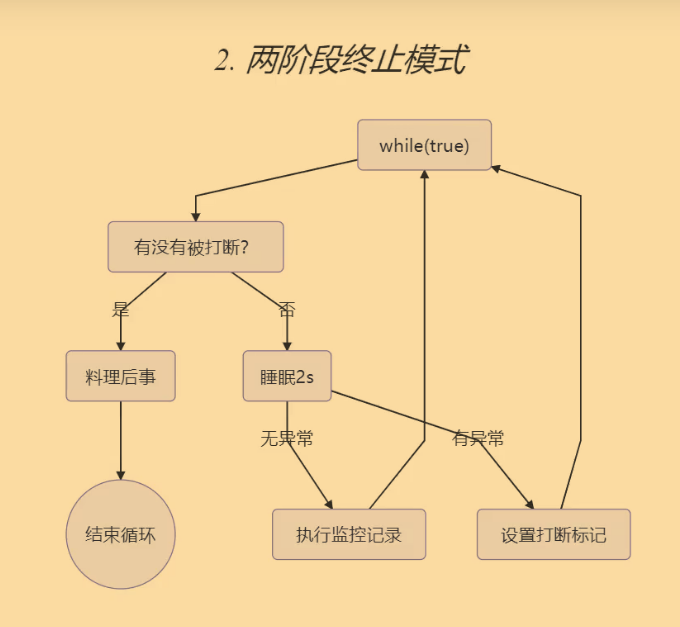 2. 两阶段终止模式
while(true)
有没有被打断?
是
否
料理后事
睡眠2s
无异常
有异常
结束循环
执行监控记录
设置打断标记